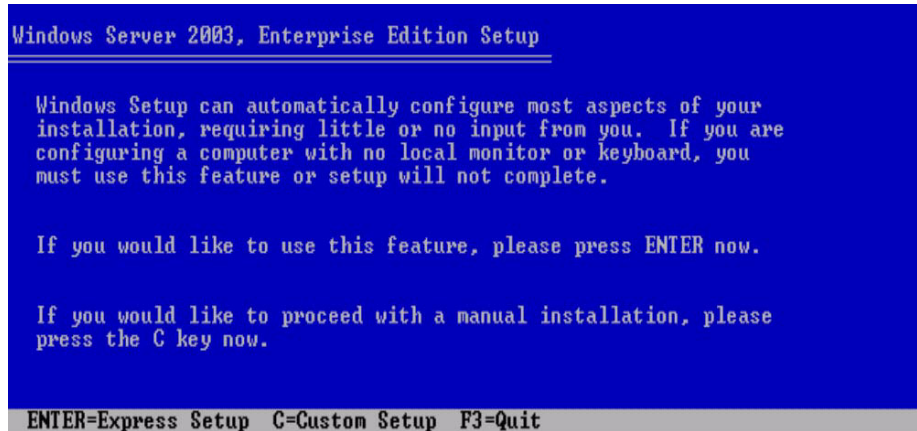 Windows Server 2003, Enterprise Edition Setup
Windows Setup can automatically configure most aspects of your
installation, requiring little or no input from you.  If you are
configuring a computer with no local monitor or keyboard, you
must use this feature or setup will not complete.
If you would like to use this feature, please press ENTER now.
If you would like to proceed with a manual installation, please
press the C key now.
ENTER=Express Setup  C=Custom Setup  F3=Quit